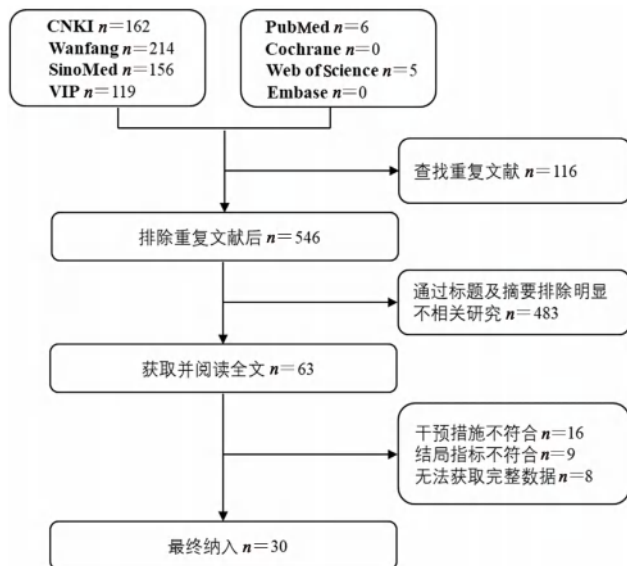 CNKI n=162
Wanfang n=214
SinoMed n=156
VIP n=119
PubMed n=6
Cochrane n=0
Web of Science n=5
Embase n=0
查找重复文献 n=116
排除重复文献后 n=546
通过标题及摘要排除明显
不相关研究 n=483
获取并阅读全文 n=63
干预措施不符合 n=16
结局指标不符合 n=9
无法获取完整数据 n=8
最终纳入 n=30